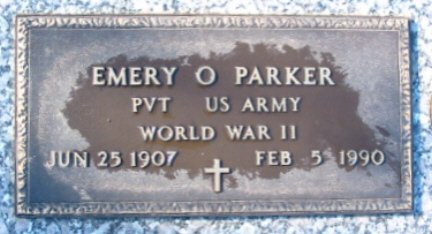 EMERY O PARKER
PVT US ARMY
WORLD WAR II
JUN 25 1907 FEB 5 1990